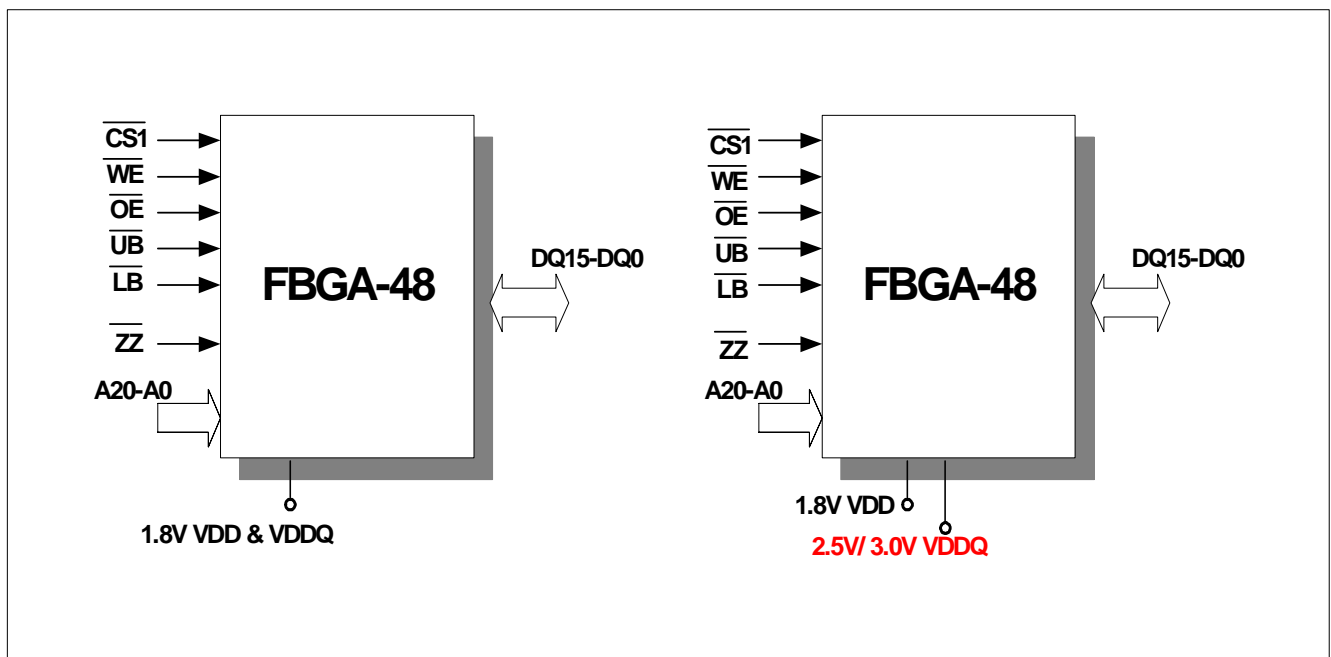 CS1
WE
OE
UB
LB
ZZ
A20-A0
FBGA-48
DQ15-DQ0
1.8V VDD & VDDQ
CS1
WE
OE
UB
LB
ZZ
A20-A0
FBGA-48
DQ15-DQ0
1.8V VDD
2.5V/ 3.0V VDDQ